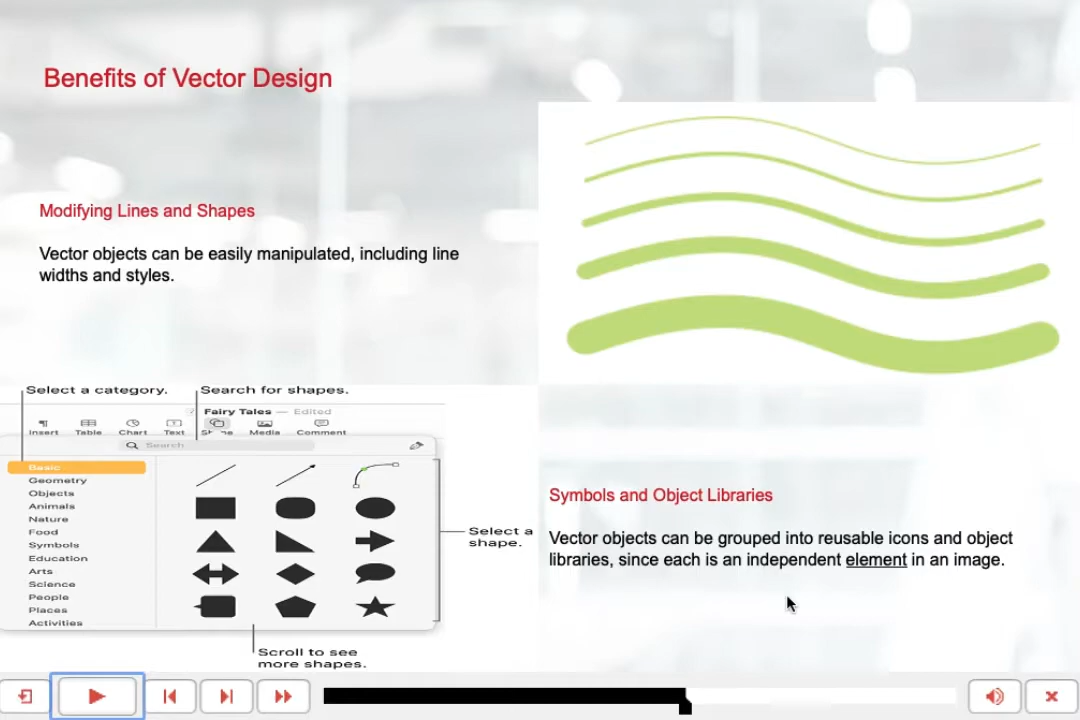 Benefits of Vector Design
Modifying Lines and Shapes
Vector objects can be easily manipulated, including line
widths and styles.
Select a category.
Search for shapes.
Fairy Tales — Edited
Insert Table Chart Text Media Comment
Search
Basic
Geometry
Objects
Animals
Nature
Food
Symbols
Education
Arts
Science
People
Places
Activities
Select a
shape.
Scroll to see
more shapes.
Symbols and Object Libraries
Vector objects can be grouped into reusable icons and object
libraries, since each is an independent element in an image.